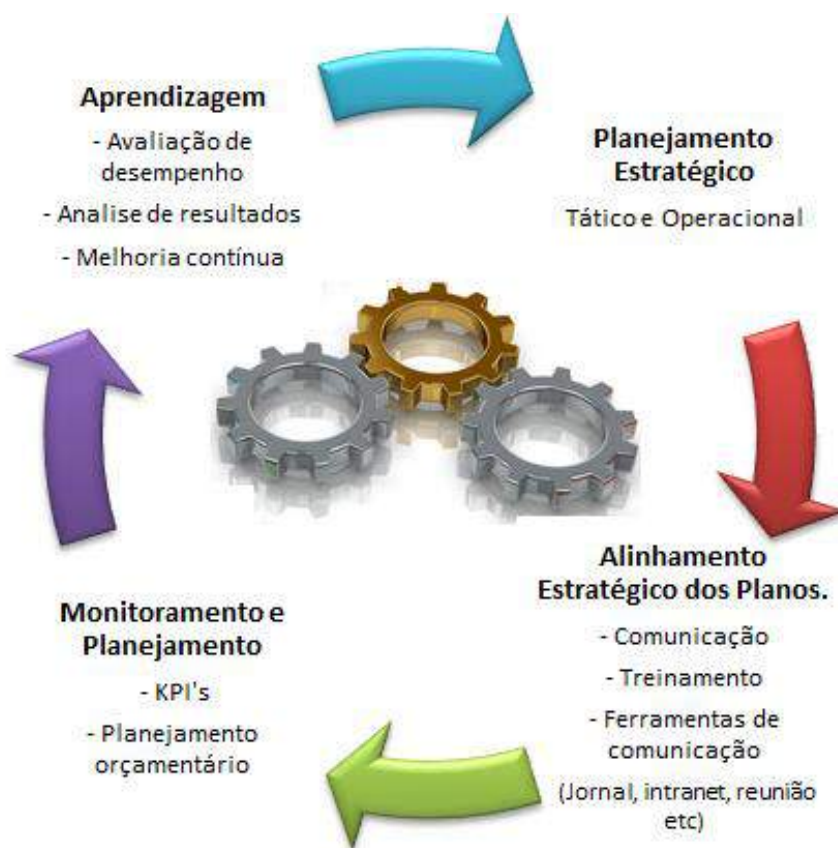 Aprendizagem
- Avaliação de
desempenho
- Analise de resultados
- Melhoria contínua
Planejamento
Estratégico
Tático e Operacional
Alinhamento
Estratégico dos Planos.
- Comunicação
- Treinamento
- Ferramentas de
comunicação
(Jornal, intranet, reunião
etc)
Monitoramento e
Planejamento
- KPI's
- Planejamento
orçamentário